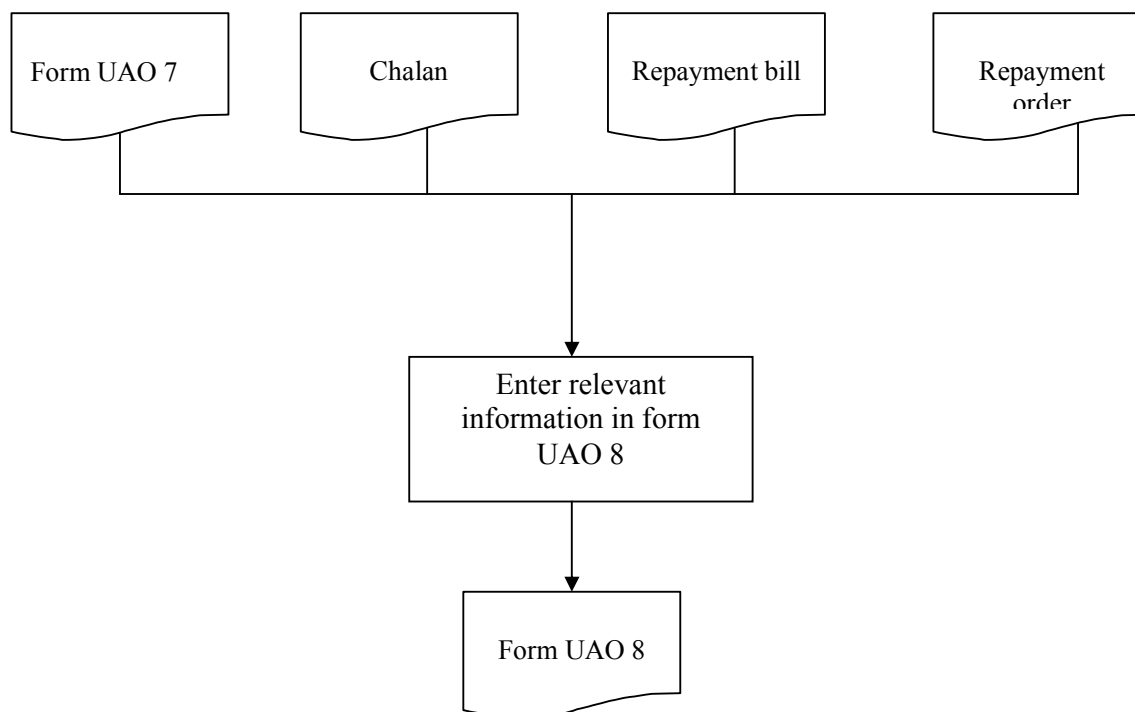 Form UAO 7
Chalan
Repayment bill
Repayment
order
Enter relevant
information in form
UAO 8
Form UAO 8